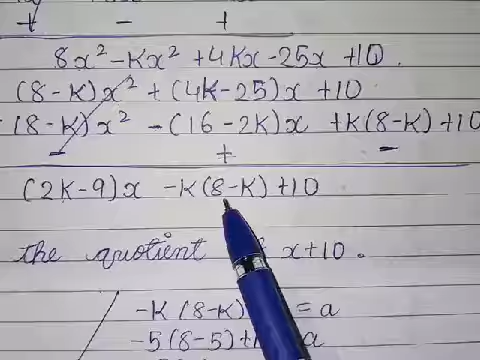 + - +
8x² - Kx² + 4Kx - 25x + 10.
(8-K)x² + (4K-25)x + 10
(8-K)x² - (16-2K)x + K(8-K) + 10
- + -
(2K-9)x - K(8-K) + 10
the quotient x+10.
-K(8-K) = a
-5(8-5)+1 a